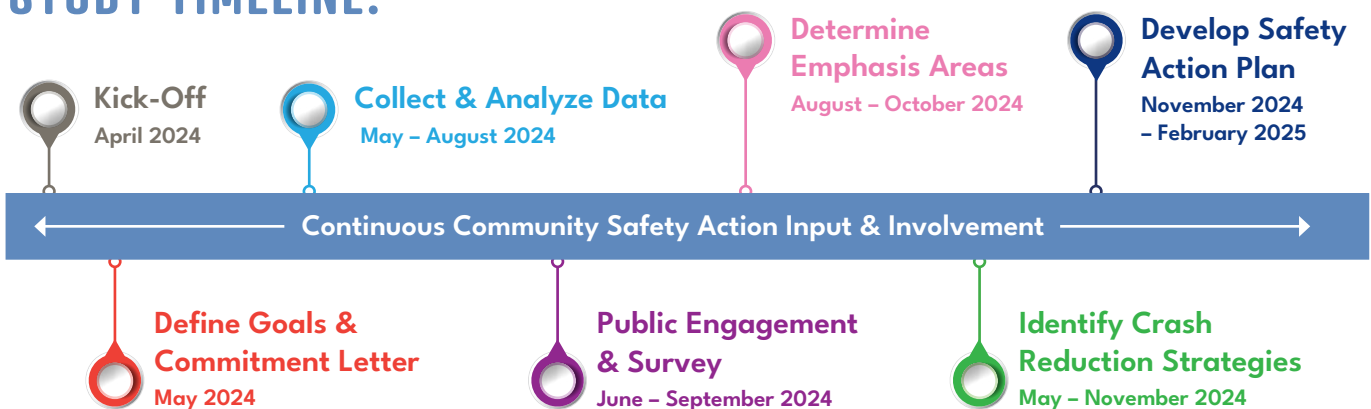 STUDY TIMELINE:
Kick-Off
April 2024
Collect & Analyze Data
May – August 2024
Determine
Emphasis Areas
August – October 2024
Develop Safety
Action Plan
November 2024
– February 2025
Continuous Community Safety Action Input & Involvement
Define Goals &
Commitment Letter
May 2024
Public Engagement
& Survey
June – September 2024
Identify Crash
Reduction Strategies
May – November 2024